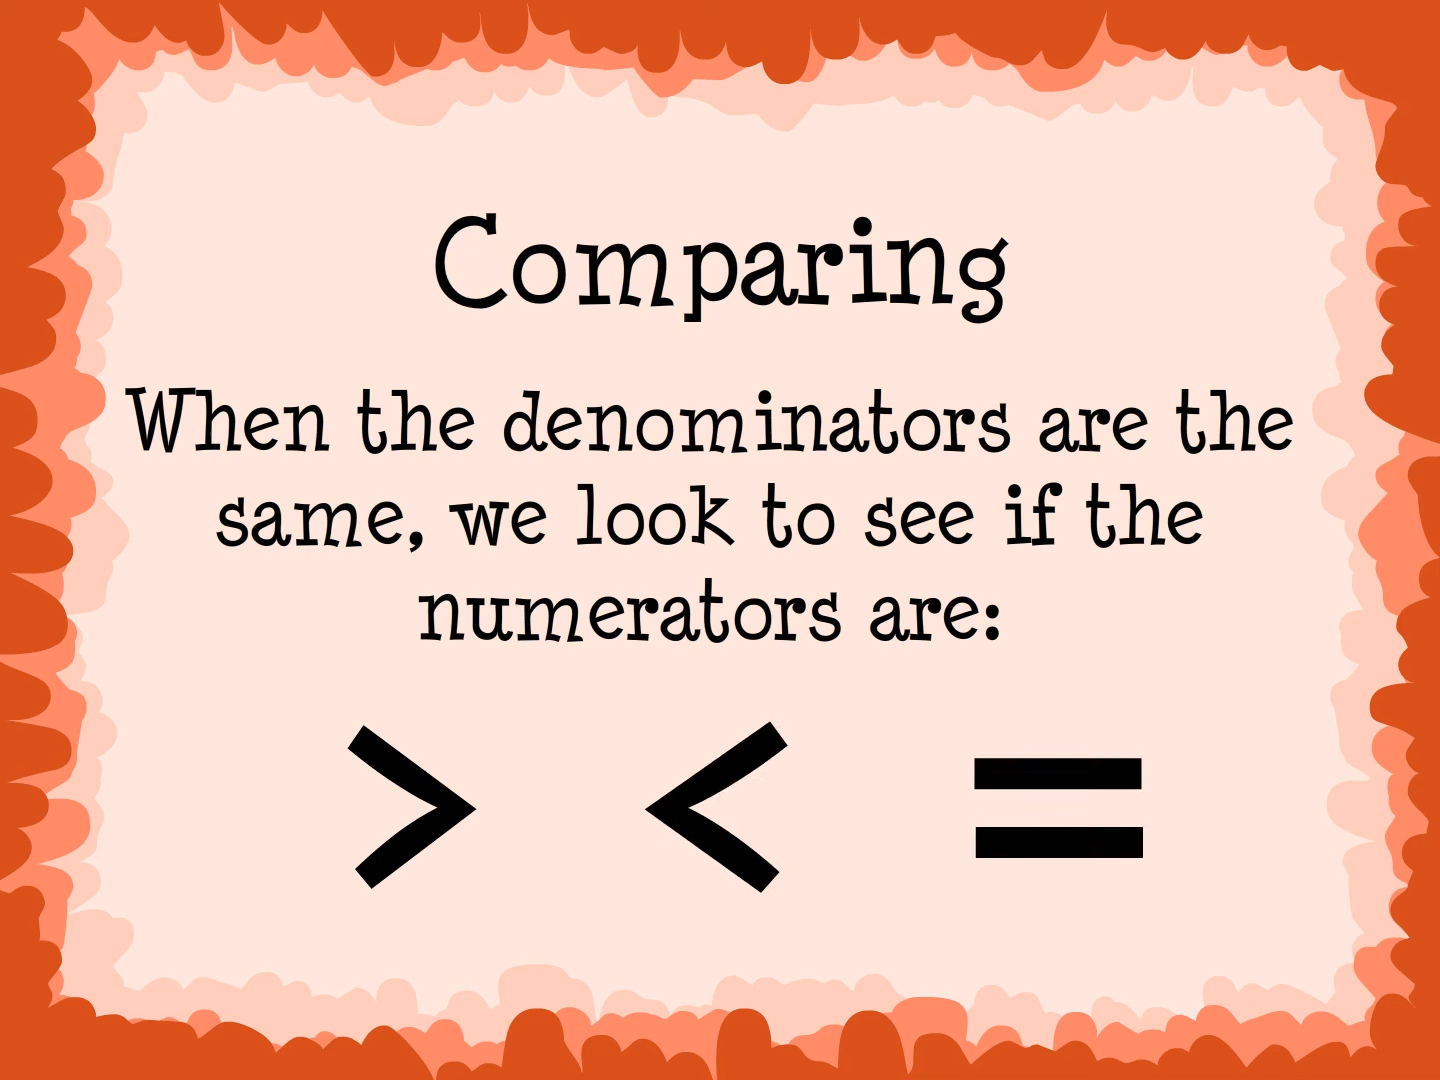 Comparing
When the denominators are the
same, we look to see if the
numerators are:
> < =